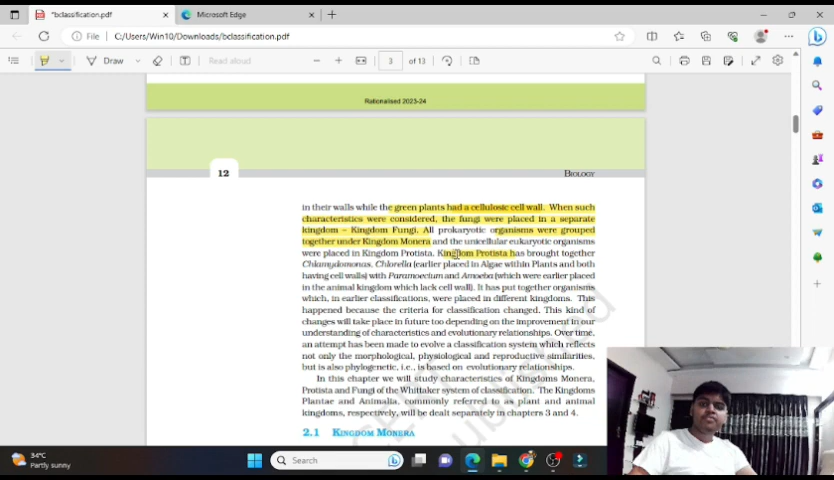 *bclassification.pdf
Microsoft Edge
File
C:/Users/Win10/Downloads/bclassification.pdf
Draw
Read aloud
3 of 13
Rationalised 2023-24
12
BIOLOGY
in their walls while the green plants had a cellulosic cell wall. When such
characteristics were considered, the fungi were placed in a separate
kingdom – Kingdom Fungi. All prokaryotic organisms were grouped
together under Kingdom Monera and the unicellular eukaryotic organisms
were placed in Kingdom Protista. Kingdom Protista has brought together
Chlamydomonas, Chlorella (earlier placed in Algae within Plants and both
having cell walls) with Paramoecium and Amoeba (which were earlier placed
in the animal kingdom which lack cell wall). It has put together organisms
which, in earlier classifications, were placed in different kingdoms. This
happened because the criteria for classification changed. This kind of
changes will take place in future too depending on the improvement in our
understanding of characteristics and evolutionary relationships. Over time,
an attempt has been made to evolve a classification system which reflects
not only the morphological, physiological and reproductive similarities,
but is also phylogenetic, i.e., is based on evolutionary relationships.
In this chapter we will study characteristics of Kingdoms Monera,
Protista and Fungi of the Whittaker system of classification. The Kingdoms
Plantae and Animalia, commonly referred to as plant and animal
kingdoms, respectively, will be dealt separately in chapters 3 and 4.
2.1 KINGDOM MONERA
34°C
Partly sunny
Search